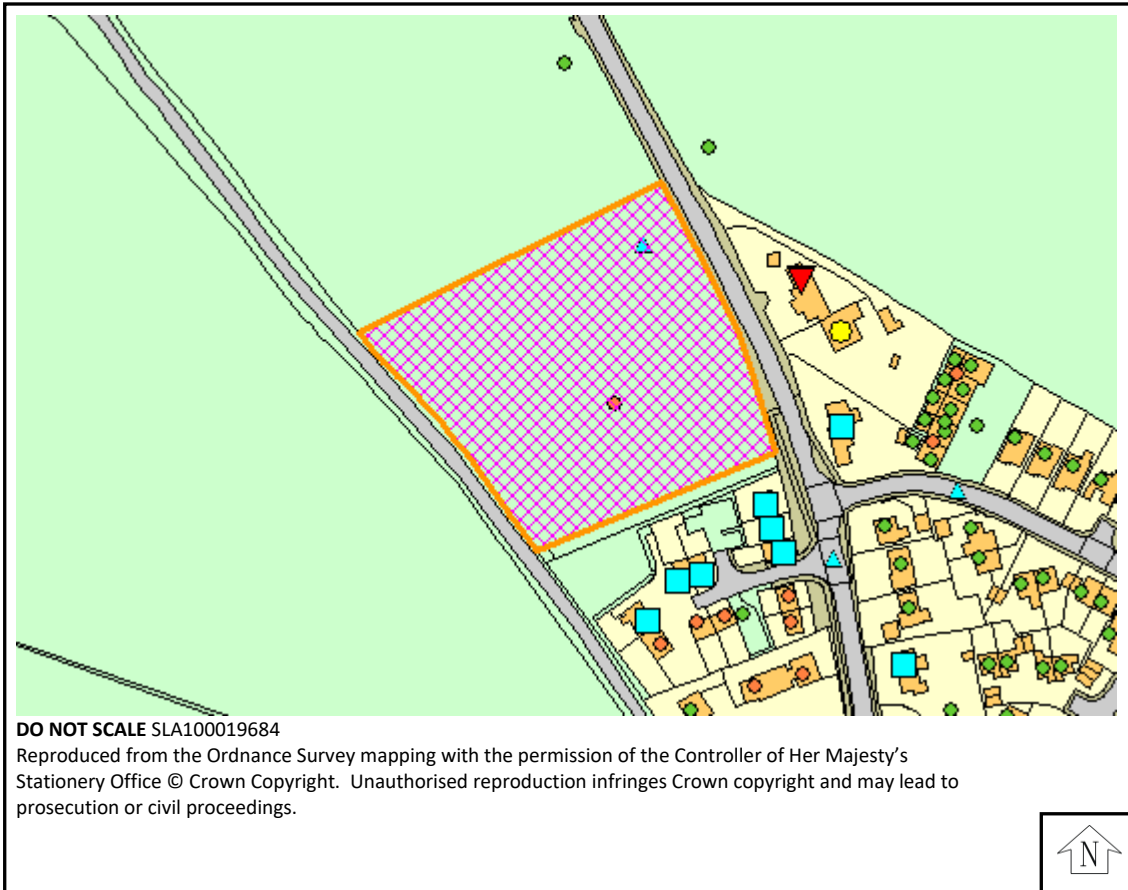 DO NOT SCALE SLA100019684
Reproduced from the Ordnance Survey mapping with the permission of the Controller of Her Majesty’s
Stationery Office © Crown Copyright.  Unauthorised reproduction infringes Crown copyright and may lead to
prosecution or civil proceedings.
N